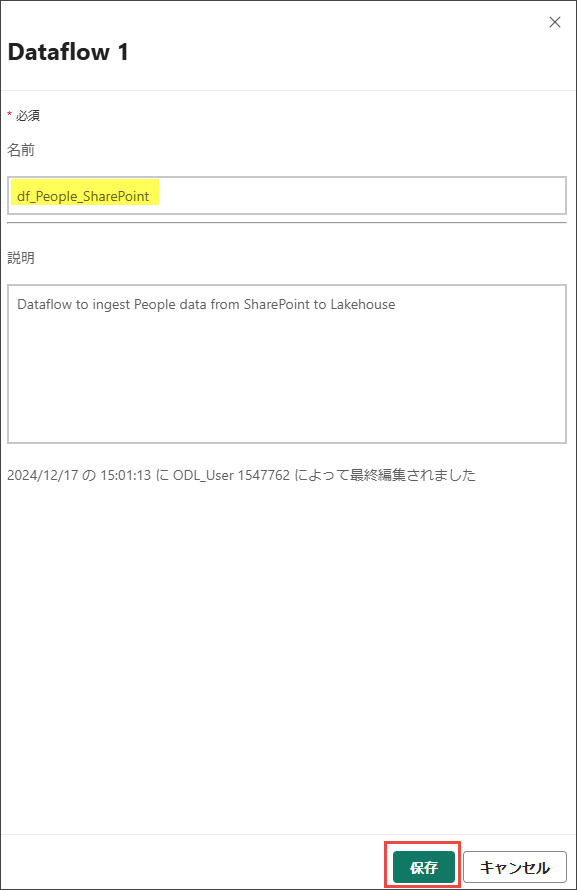 Dataflow 1
* 必須
名前
df_People_SharePoint
説明
Dataflow to ingest People data from SharePoint to Lakehouse
2024/12/17 の 15:01:13 に ODL_User 1547762 によって最終編集されました
保存 キャンセル